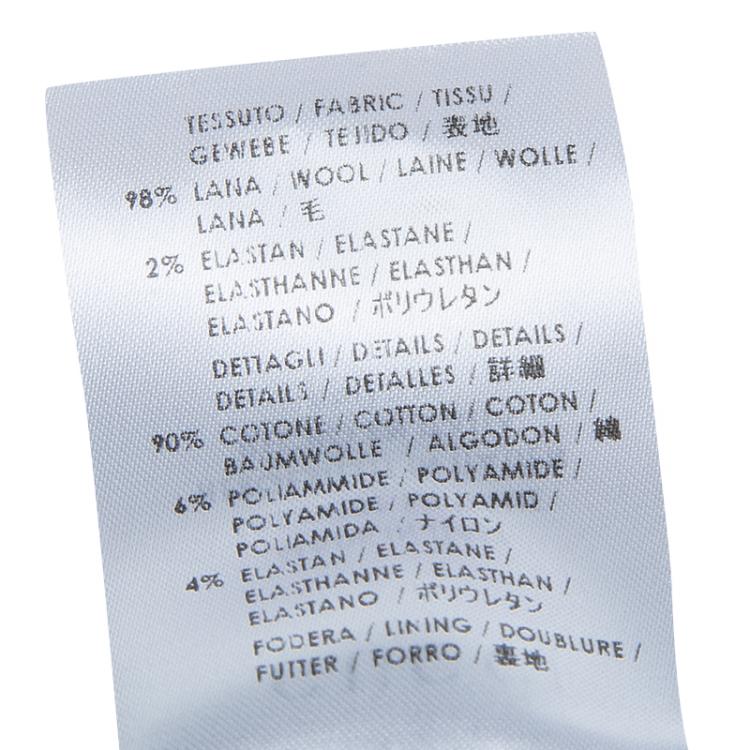 TESSUTO / FABRIC / TISSU /
GEWEBE / TEJIDO / 表地
98% LANA / WOOL / LAINE / WOLLE /
LANA / 毛
2% ELASTAN / ELASTANE /
ELASTHANNE / ELASTHAN /
ELASTANO / ポリウレタン
DETTAGLI / DETAILS / DETAILS /
DETAILS / DETALLES / 詳細
90% COTONE / COTTON / COTON /
BAUMWOLLE / ALGODON / 綿
6% POLIAMMIDE / POLYAMIDE /
POLYAMIDE / POLYAMID /
POLIAMIDA / ナイロン
4% ELASTAN / ELASTANE /
ELASTHANNE / ELASTHAN /
ELASTANO / ポリウレタン
FODERA / LINING / DOUBLURE /
FUTTER / FORRO / 裏地